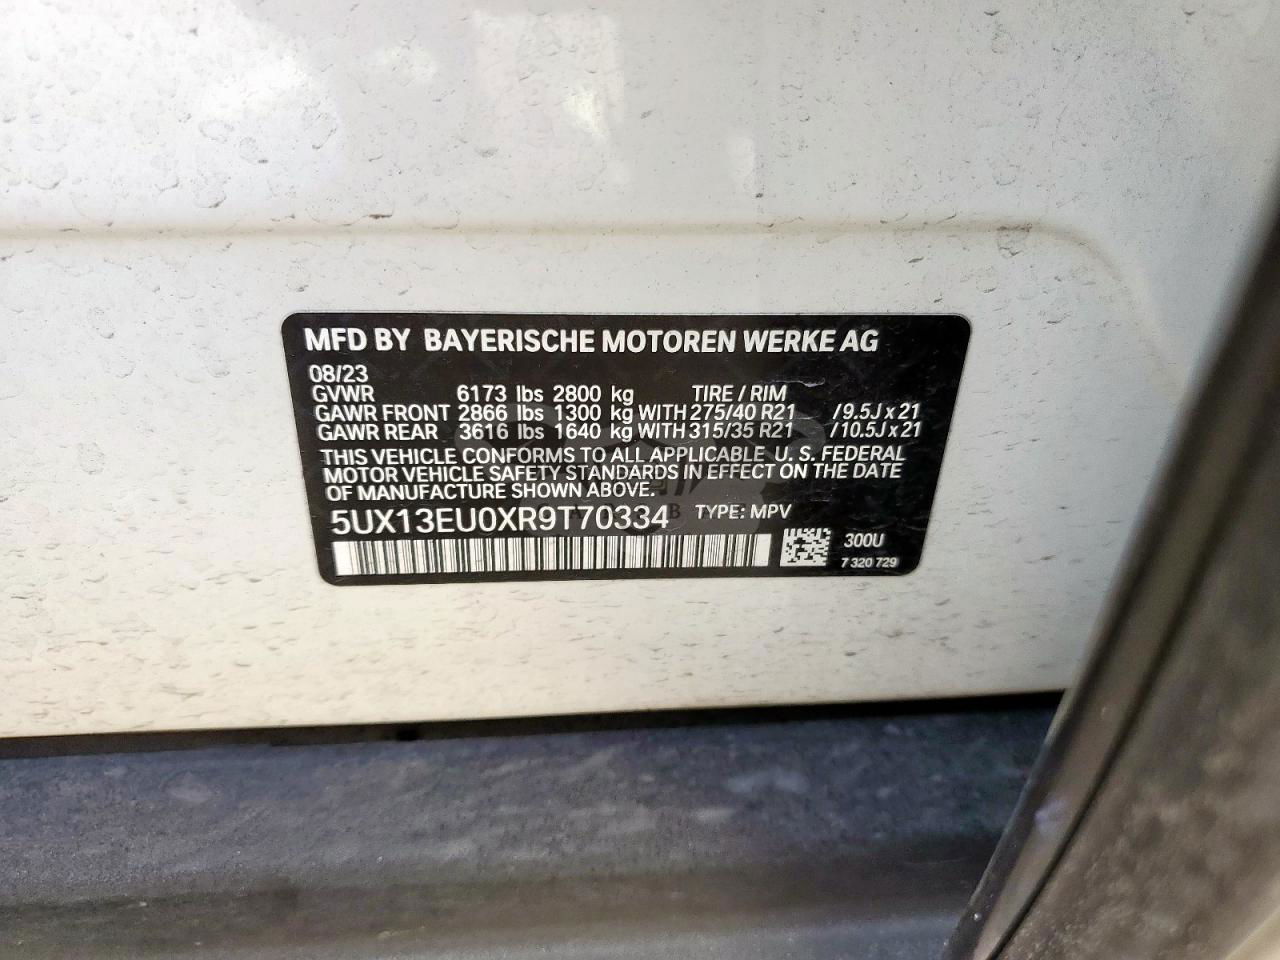 MFD BY BAYERISCHE MOTOREN WERKE AG
08/23
GVWR 6173 lbs 2800 kg TIRE / RIM
GAWR FRONT 2866 lbs 1300 kg WITH 275/40 R21 /9.5J x 21
GAWR REAR 3616 lbs 1640 kg WITH 315/35 R21 /10.5J x 21
THIS VEHICLE CONFORMS TO ALL APPLICABLE U. S. FEDERAL
MOTOR VEHICLE SAFETY STANDARDS IN EFFECT ON THE DATE
OF MANUFACTURE SHOWN ABOVE.
5UX13EU0XR9T70334 TYPE: MPV
300U
7 320 729